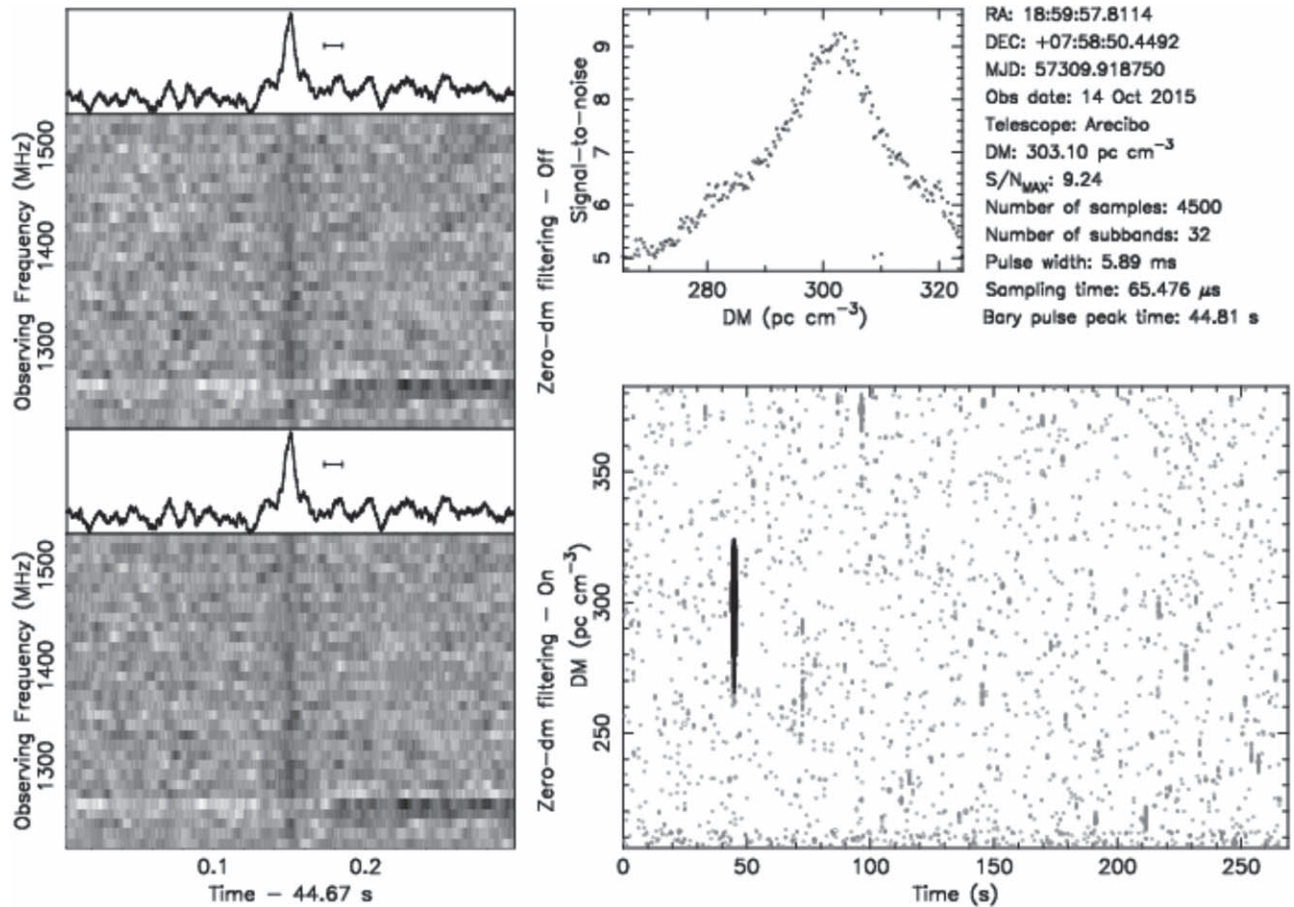 Observing Frequency (MHz)
1500
1400
1300
Zero-dm filtering - Off
Observing Frequency (MHz)
1500
1400
1300
Zero-dm filtering - On
0.1 0.2
Time - 44.67 s
Signal-to-noise
9
8
7
6
5
280 300 320
DM (pc cm⁻³)
RA: 18:59:57.8114
DEC: +07:58:50.4492
MJD: 57309.918750
Obs date: 14 Oct 2015
Telescope: Arecibo
DM: 303.10 pc cm⁻³
S/N_MAX: 9.24
Number of samples: 4500
Number of subbands: 32
Pulse width: 5.89 ms
Sampling time: 65.476 μs
Bary pulse peak time: 44.81 s
DM (pc cm⁻³)
350
300
250
0 50 100 150 200 250
Time (s)